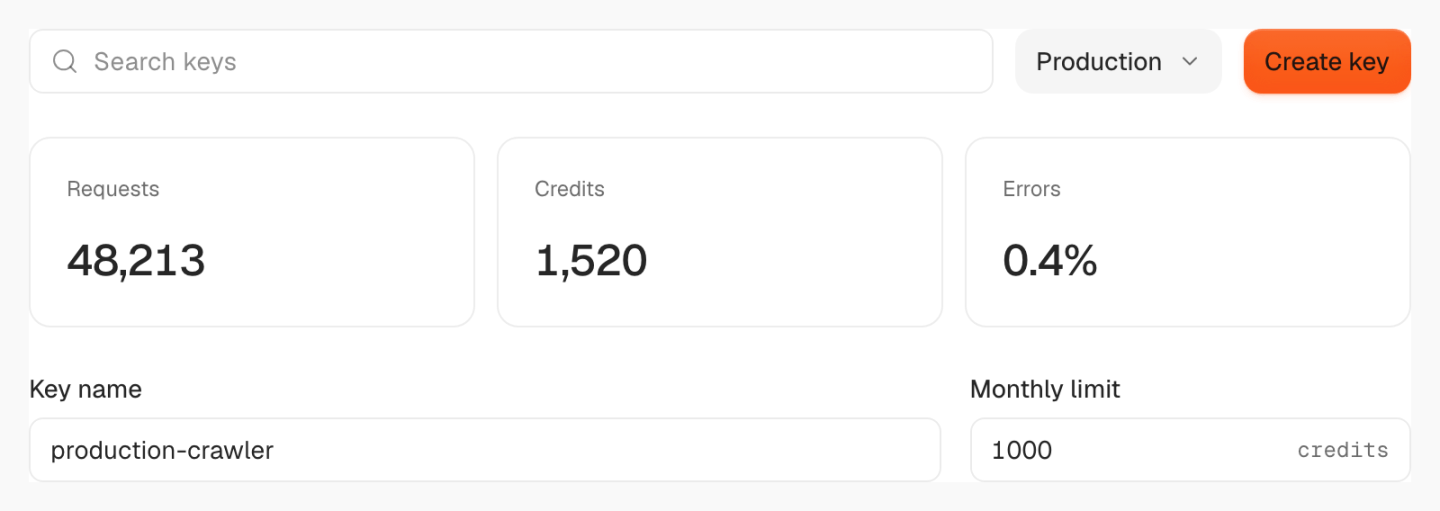 Search keys
Production
Create key
Requests
Credits
Errors
48,213
1,520
0.4%
Key name
Monthly limit
production-crawler
1000
credits